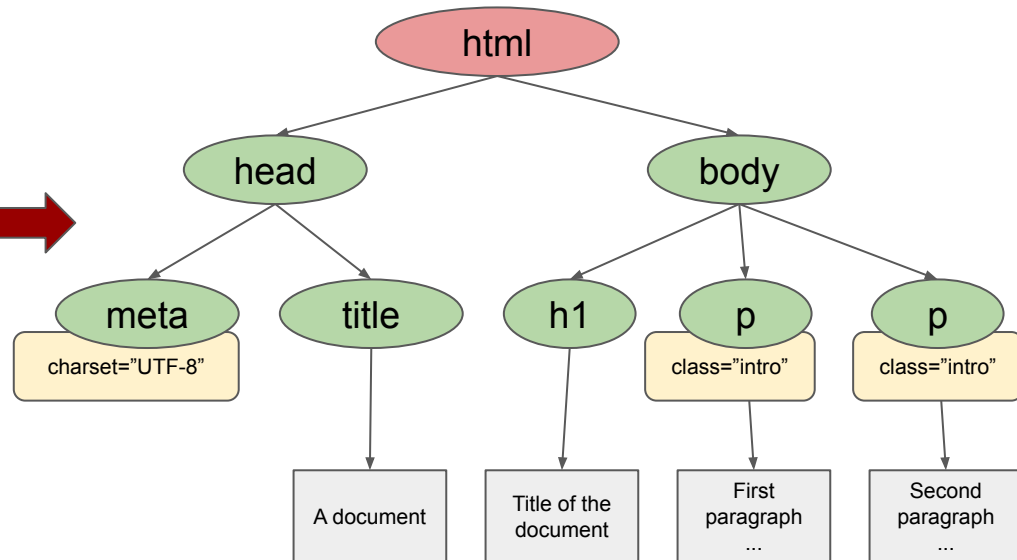 html
head
body
meta
title
h1
p
p
charset=”UTF-8”
class=”intro”
class=”intro”
A document
Title of the
document
First
paragraph
...
Second
paragraph
...